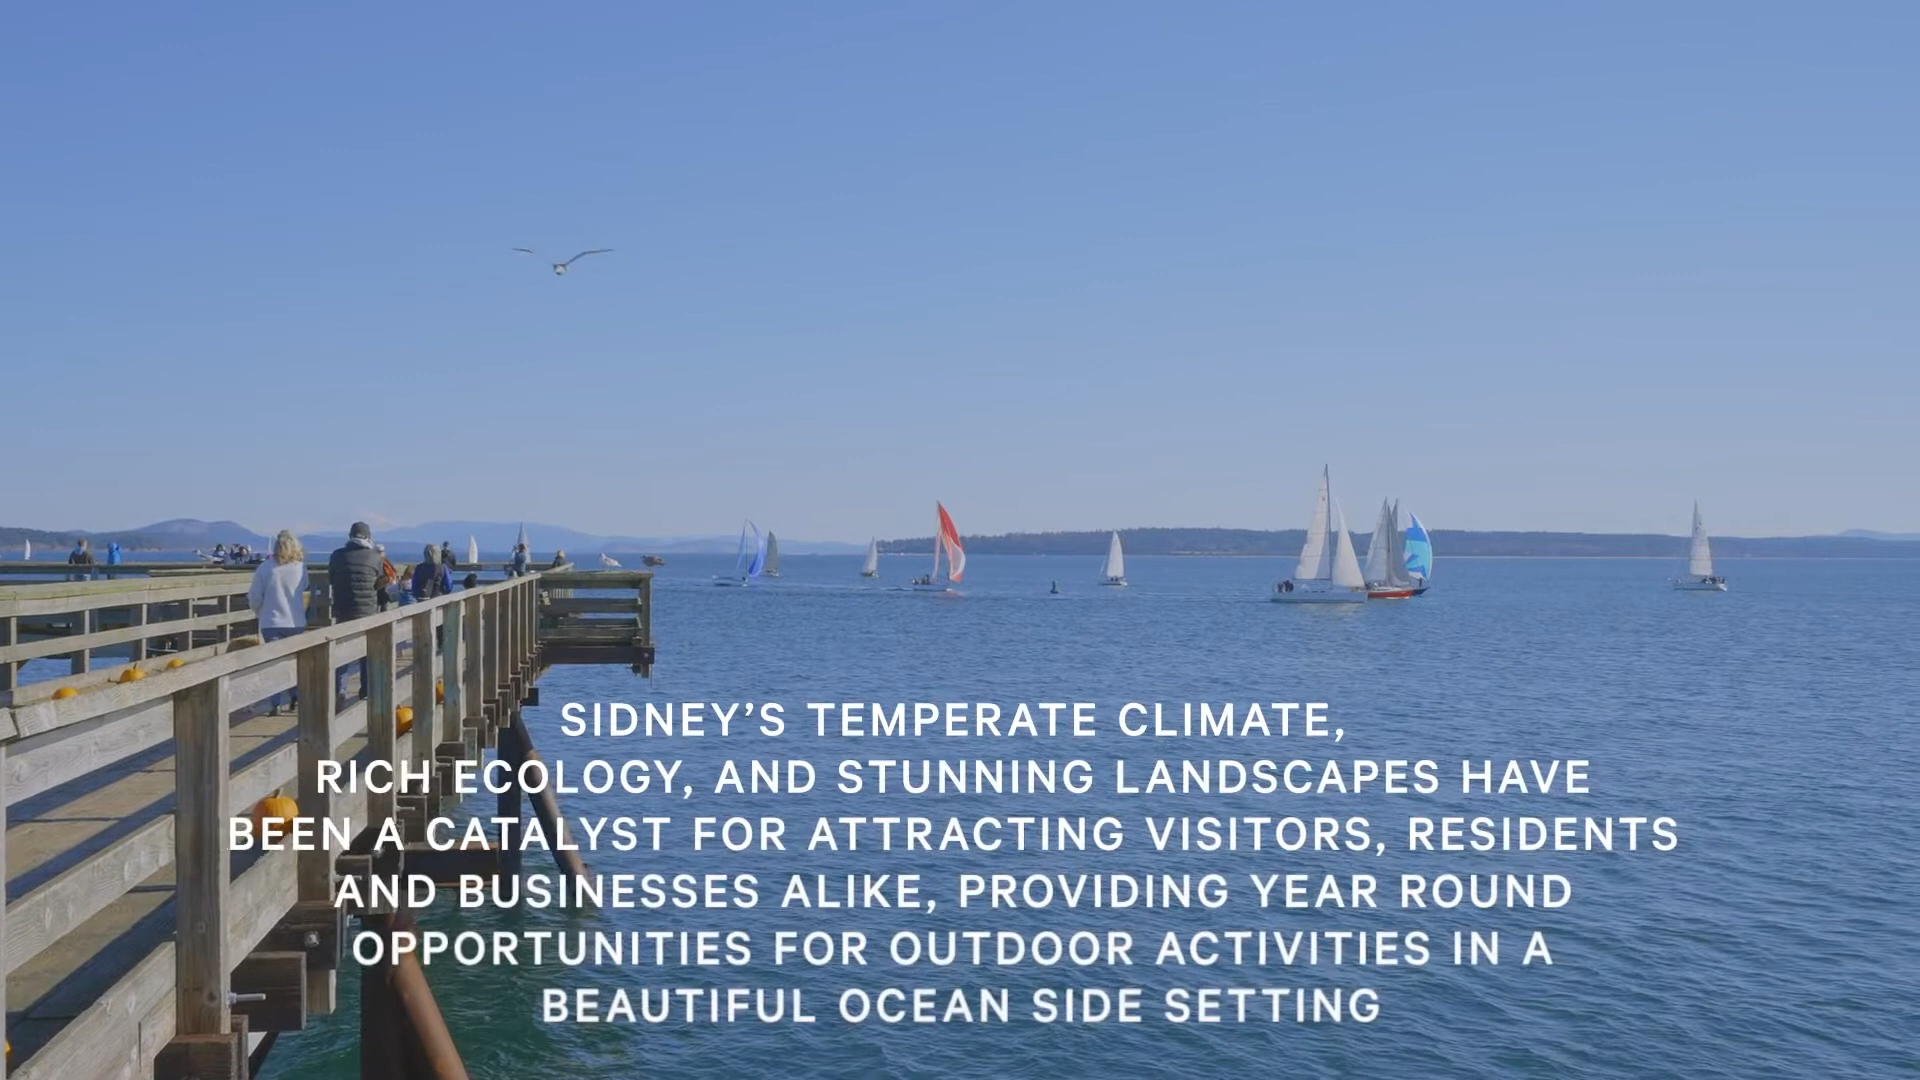 SIDNEY’S TEMPERATE CLIMATE,
RICH ECOLOGY, AND STUNNING LANDSCAPES HAVE
BEEN A CATALYST FOR ATTRACTING VISITORS, RESIDENTS
AND BUSINESSES ALIKE, PROVIDING YEAR ROUND
OPPORTUNITIES FOR OUTDOOR ACTIVITIES IN A
BEAUTIFUL OCEAN SIDE SETTING